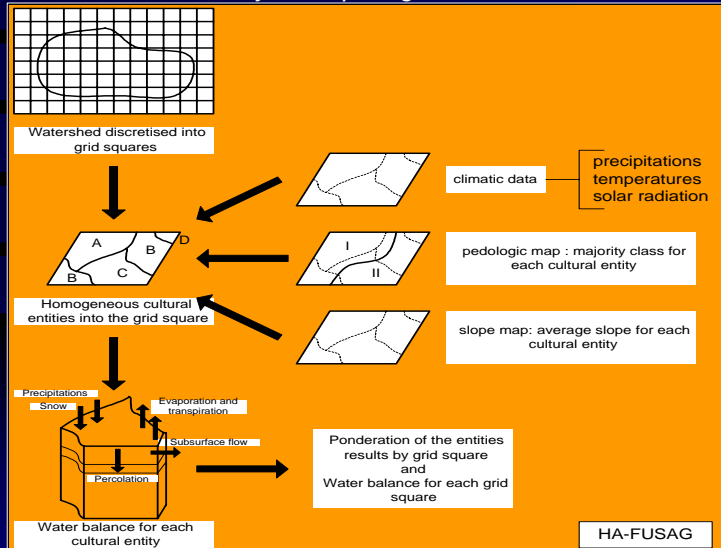 Watershed discretised into
grid squares
climatic data
precipitations
temperatures
solar radiation
A
B
D
B
C
I
II
pedologic map : majority class for
each cultural entity
Homogeneous cultural
entities into the grid square
slope map: average slope for each
cultural entity
Precipitations
Snow
Evaporation and
transpiration
Subsurface flow
Percolation
Ponderation of the entities
results by grid square
and
Water balance for each grid
square
Water balance for each
cultural entity
HA-FUSAG